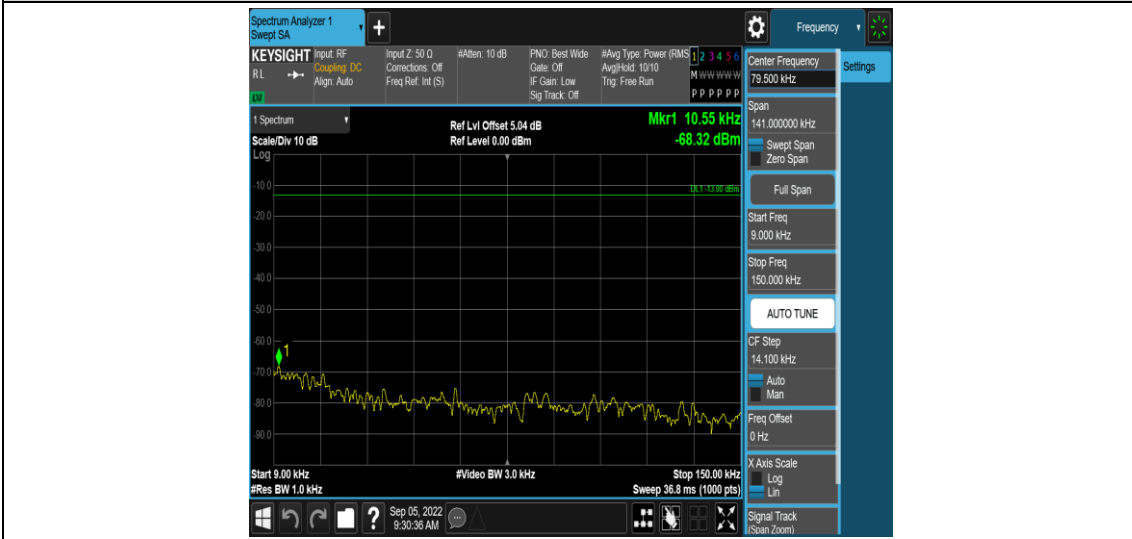 Spectrum Analyzer 1
Swept SA
+
Frequency
KEYSIGHT
Input: RF
Input Z: 50 Ω
#Atten: 10 dB
PNO: Best Wide
#Avg Type: Power (RMS
1 2 3 4 5 6
RL
Coupling: DC
Corrections: Off
Gate: Off
Avg|Hold: 10/10
M W W W W W
Align: Auto
Freq Ref: Int (S)
IF Gain: Low
Trig: Free Run
Sig Track: Off
P P P P P P
1 Spectrum
Ref Lvl Offset 5.04 dB
Mkr1 10.55 kHz
Scale/Div 10 dB
Ref Level 0.00 dBm
-68.32 dBm
Log
DL1 -13.00 dBm
-10.0
-20.0
-30.0
-40.0
-50.0
-60.0
1
-70.0
-80.0
-90.0
Start 9.00 kHz
#Video BW 3.0 kHz
Stop 150.00 kHz
#Res BW 1.0 kHz
Sweep 36.8 ms (1000 pts)
Center Frequency
79.500 kHz
Settings
Span
141.000000 kHz
Swept Span
Zero Span
Full Span
Start Freq
9.000 kHz
Stop Freq
150.000 kHz
AUTO TUNE
CF Step
14.100 kHz
Auto
Man
Freq Offset
0 Hz
X Axis Scale
Log
Lin
Signal Track
(Span Zoom)
?
Sep 05, 2022
9:30:36 AM